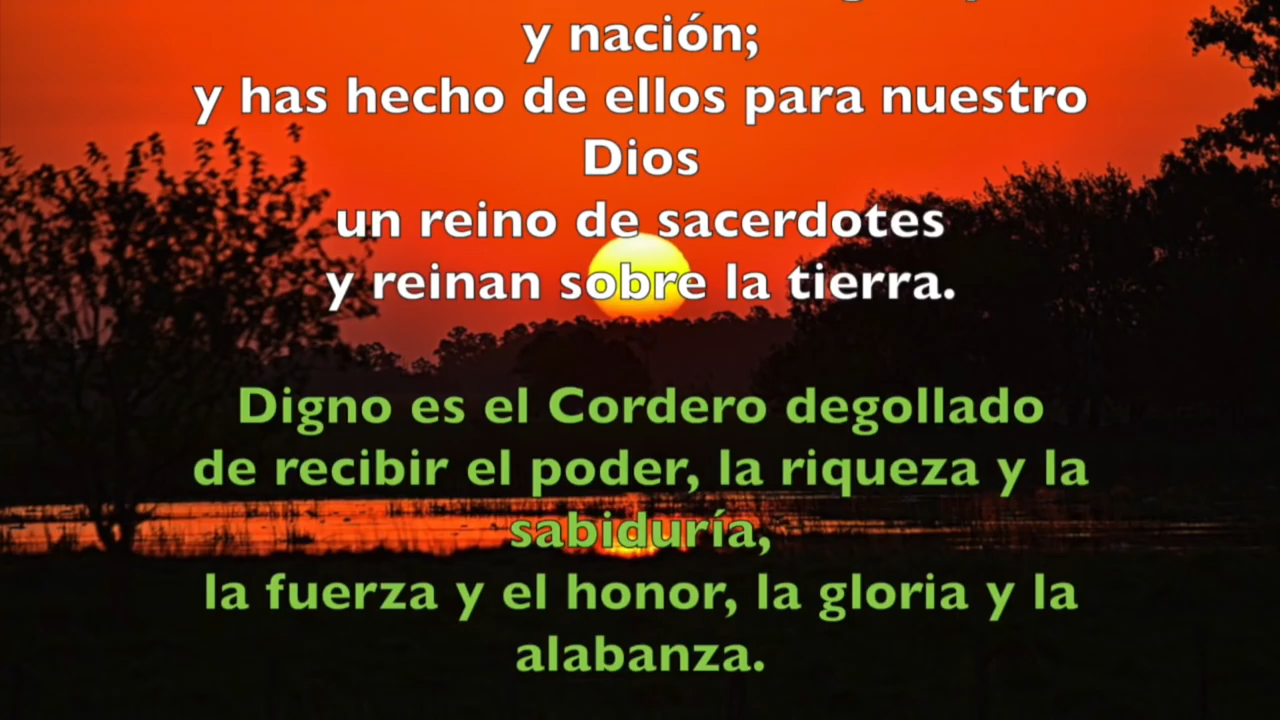 y nación;
y has hecho de ellos para nuestro
Dios
un reino de sacerdotes
y reinan sobre la tierra.
Digno es el Cordero degollado
de recibir el poder, la riqueza y la
sabiduría,
la fuerza y el honor, la gloria y la
alabanza.